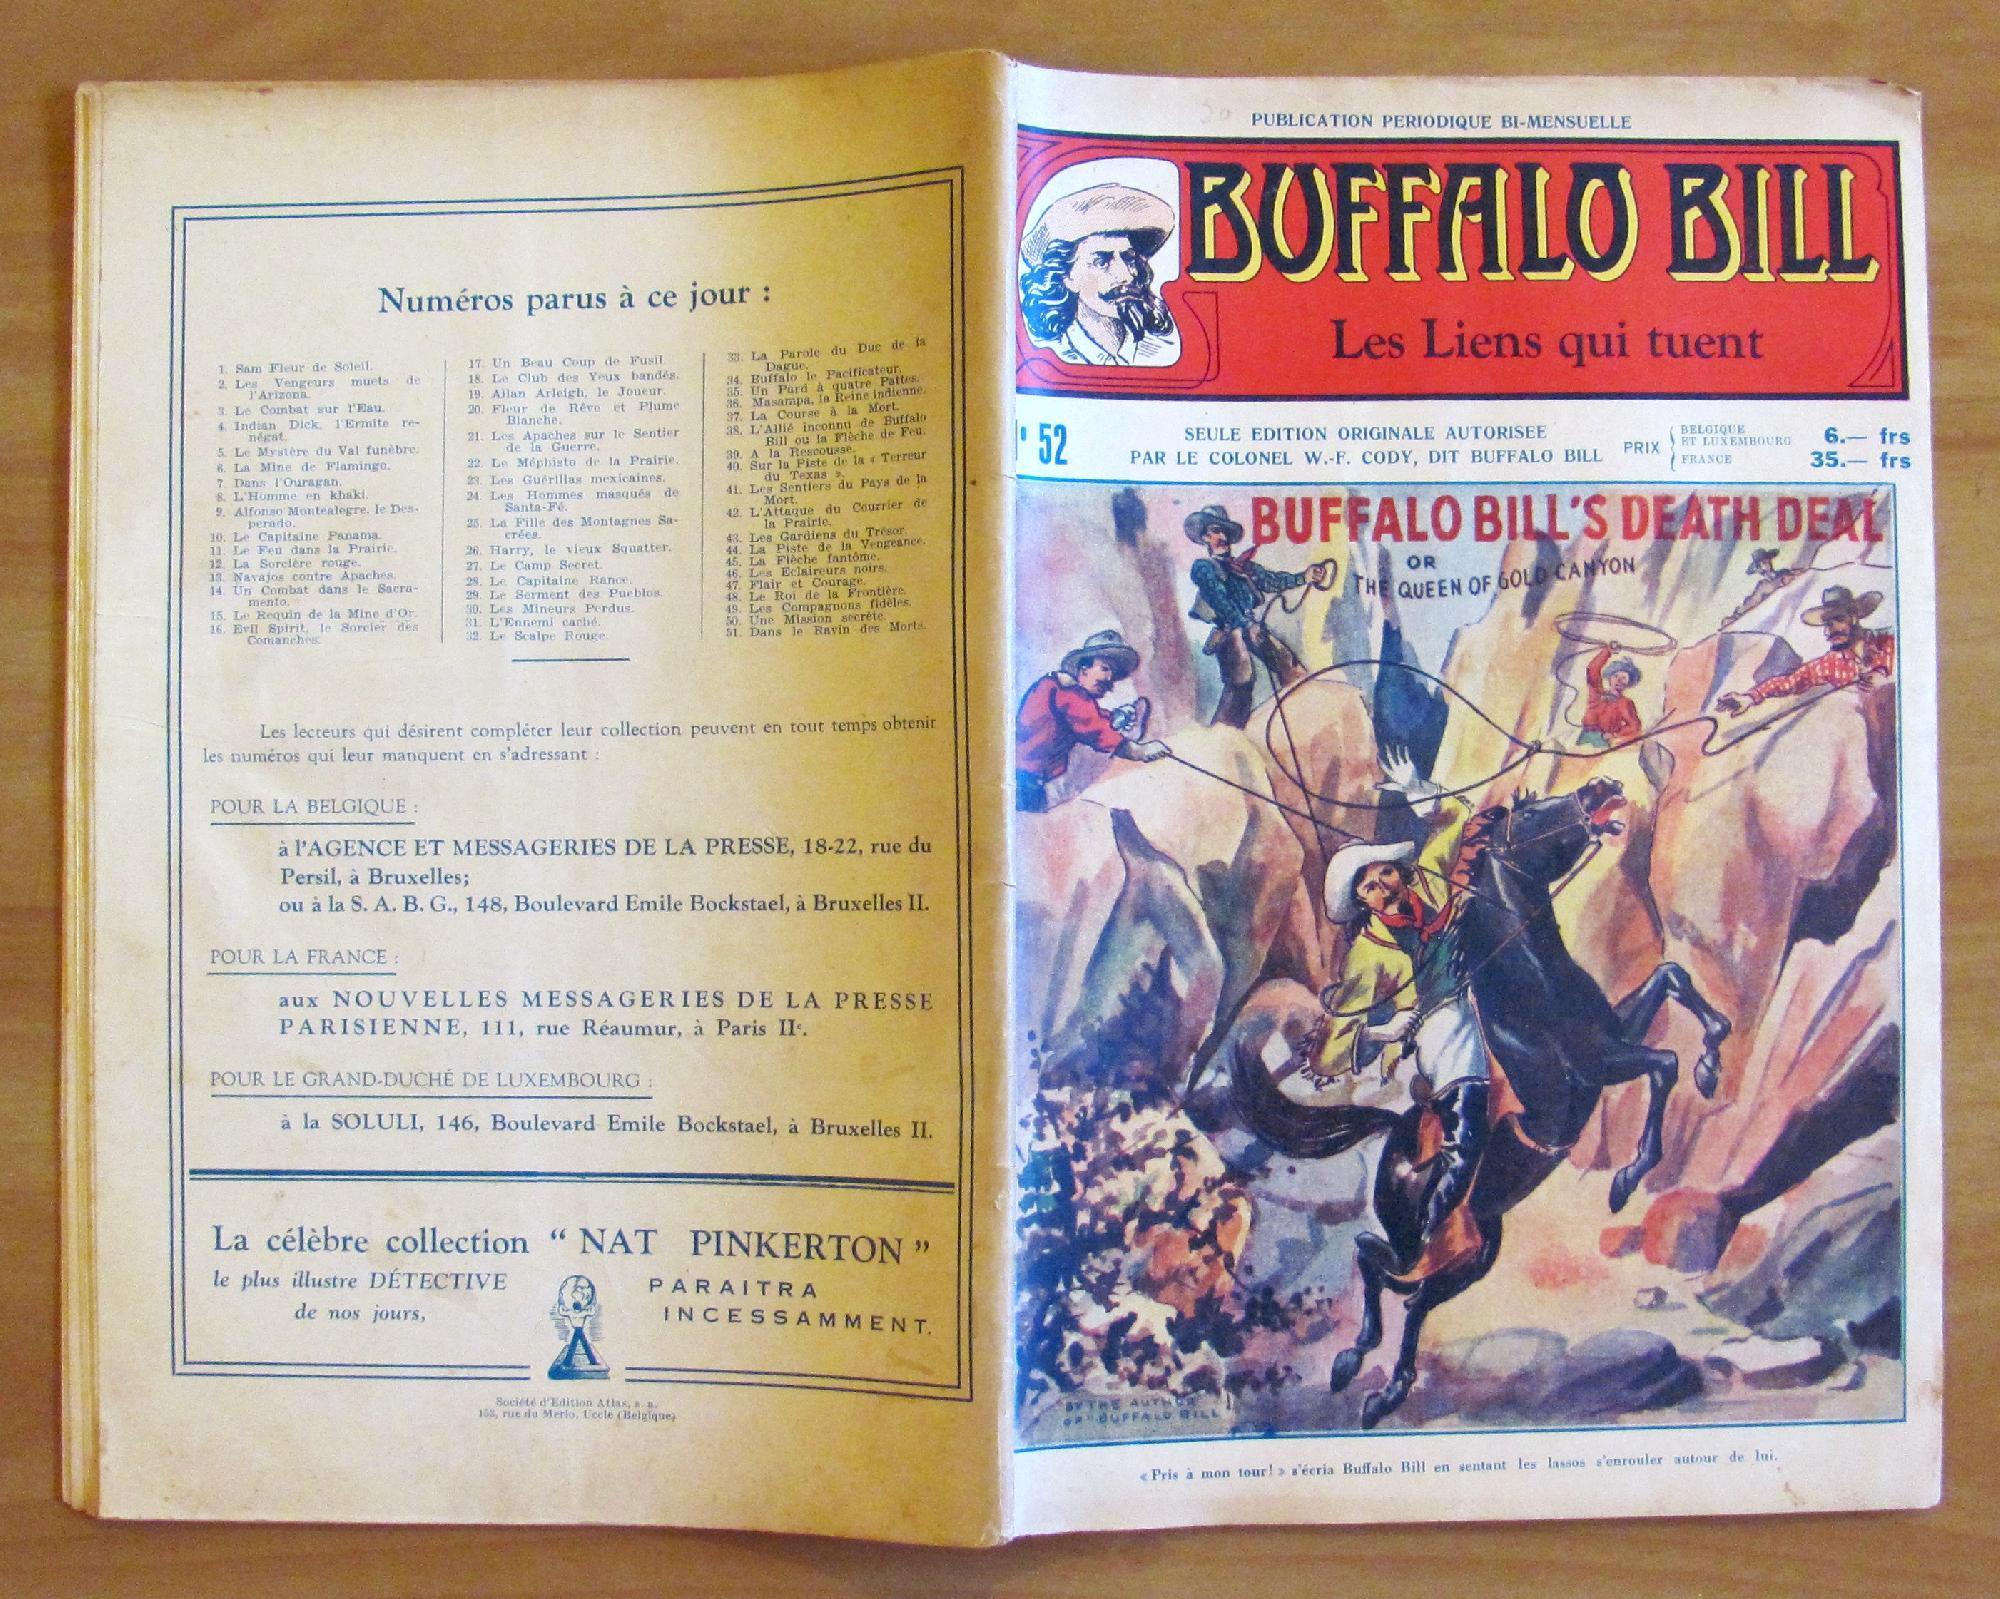 Numéros parus à ce jour :
1. Sam Fleur de Soleil.
2. Les Vengeurs muets de
l'Arizona.
3. Le Combat sur l'Eau.
4. Indian Dick, l'Ermite re-
négat.
5. Le Mystère du Val funèbre.
6. La Mine de Flamingo.
7. Dans l'Ouragan.
8. L'Homme en khaki.
9. Alfonso Montealegre, le Des-
perado.
10. Le Capitaine Panama.
11. Le Feu dans la Prairie.
12. La Sorcière rouge.
13. Navajos contre Apaches.
14. Un Combat dans le Sacra-
mento.
15. Le Requin de la Mine d'Or.
16. Evil Spirit, le Sorcier des
Comanches.
17. Un Beau Coup de Fusil.
18. Le Club des Yeux bandés.
19. Allan Arleigh, le Joueur.
20. Fleur de Rêve et Plume
Blanche.
21. Les Apaches sur le Sentier
de la Guerre.
22. Le Méphisto de la Prairie.
23. Les Guérillas mexicaines.
24. Les Hommes masqués de
Santa-Fé.
25. La Fille des Montagnes Sa-
crées.
26. Harry, le vieux Squatter.
27. Le Camp Secret.
28. Le Capitaine Rance.
29. Le Serment des Pueblos.
30. Les Mineurs Perdus.
31. L'Ennemi caché.
32. Le Scalpe Rouge.
33. La Parole du Duc de la
Dague.
34. Buffalo le Pacificateur.
35. Un Pard à quatre Pattes.
36. Masampa, la Reine indienne.
37. La Course à la Mort.
38. L'Allié inconnu de Buffalo
Bill ou la Flèche de Feu.
39. A la Rescousse.
40. Sur la Piste de la « Terreur
du Texas ».
41. Les Sentiers du Pays de la
Mort.
42. L'Attaque du Courrier de
la Prairie.
43. Les Gardiens du Trésor.
44. La Piste de la Vengeance.
45. La Flèche fantôme.
46. Les Eclaireurs noirs.
47. Flair et Courage.
48. Le Roi de la Frontière.
49. Les Compagnons fidèles.
50. Une Mission secrète.
51. Dans le Ravin des Morts.
Les lecteurs qui désirent compléter leur collection peuvent en tout temps obtenir
les numéros qui leur manquent en s'adressant :
POUR LA BELGIQUE :
à l'AGENCE ET MESSAGERIES DE LA PRESSE, 18-22, rue du
Persil, à Bruxelles;
ou à la S. A. B. G., 148, Boulevard Emile Bockstael, à Bruxelles II.
POUR LA FRANCE :
aux NOUVELLES MESSAGERIES DE LA PRESSE
PARISIENNE, 111, rue Réaumur, à Paris IIe.
POUR LE GRAND-DUCHÉ DE LUXEMBOURG :
à la SOLULI, 146, Boulevard Emile Bockstael, à Bruxelles II.
La célèbre collection “ NAT PINKERTON ”
le plus illustre DÉTECTIVE
de nos jours,
PARAITRA
INCESSAMMENT.
A
Société d'Edition Atlas, s. a.
153, rue du Merlo, Uccle (Belgique)
PUBLICATION PERIODIQUE BI-MENSUELLE
BUFFALO BILL
Les Liens qui tuent
N° 52
SEULE EDITION ORIGINALE AUTORISEE
PAR LE COLONEL W.-F. CODY, DIT BUFFALO BILL
PRIX
BELGIQUE
ET LUXEMBOURG 6.— frs
FRANCE 35.— frs
BUFFALO BILL'S DEATH DEAL
OR
THE QUEEN OF GOLD CANYON
BY THE AUTHOR
OF "BUFFALO BILL"
« Pris à mon tour! » s'écria Buffalo Bill en sentant les lassos s'enrouler autour de lui.